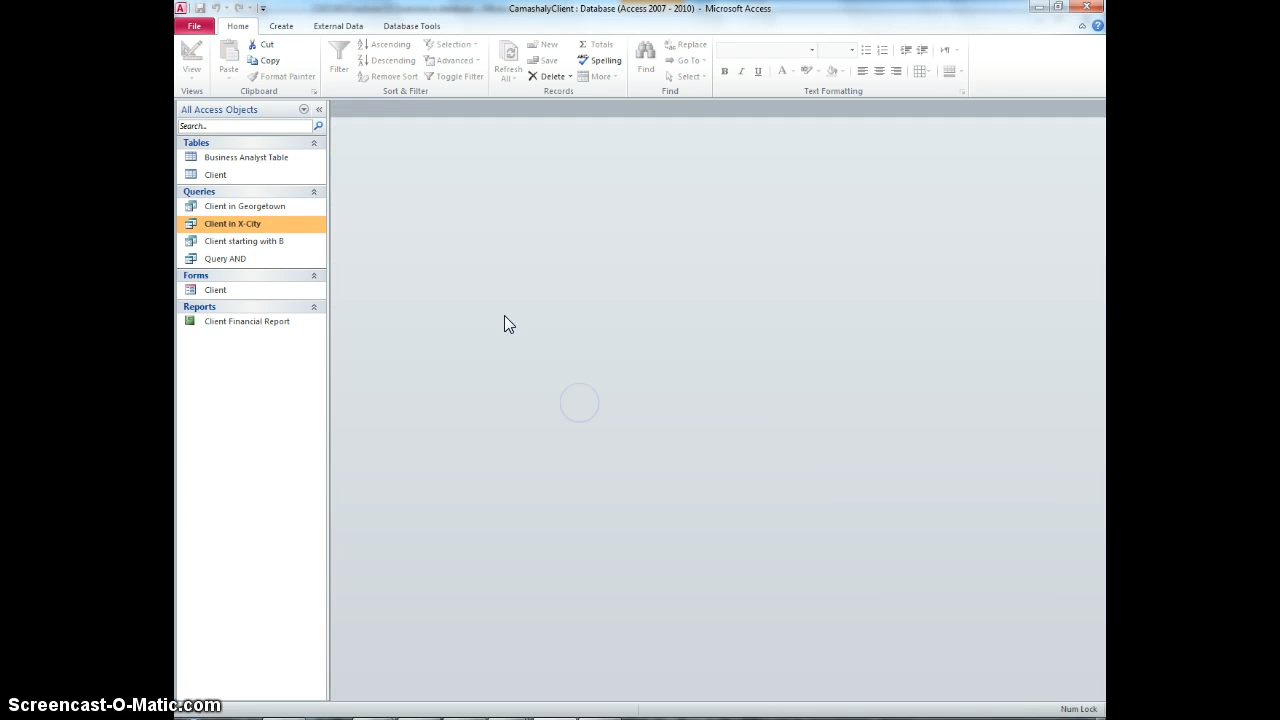 CamashalyClient : Database (Access 2007 - 2010) - Microsoft Access
File Home Create External Data Database Tools
View
Views
Paste
Cut
Copy
Format Painter
Clipboard
Filter
Ascending
Descending
Remove Sort
Selection
Advanced
Toggle Filter
Sort & Filter
Refresh
All
New
Save
Delete
Totals
Spelling
More
Records
Find
Replace
Go To
Select
Find
B I U A
Text Formatting
All Access Objects
Search...
Tables
Business Analyst Table
Client
Queries
Client in Georgetown
Client in X-City
Client starting with B
Query AND
Forms
Client
Reports
Client Financial Report
Num Lock
Screencast-O-Matic.com